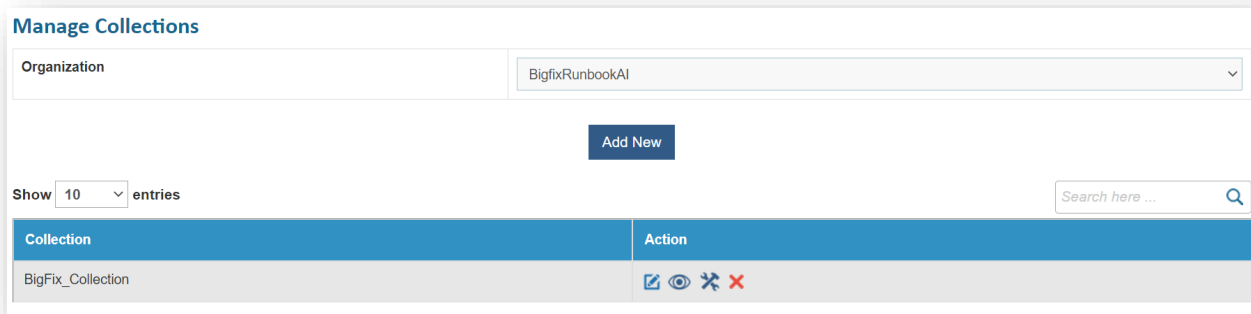 Manage Collections
Organization
BigfixRunbookAI
Add New
Show 10 entries
Search here ...
Collection Action
BigFix_Collection